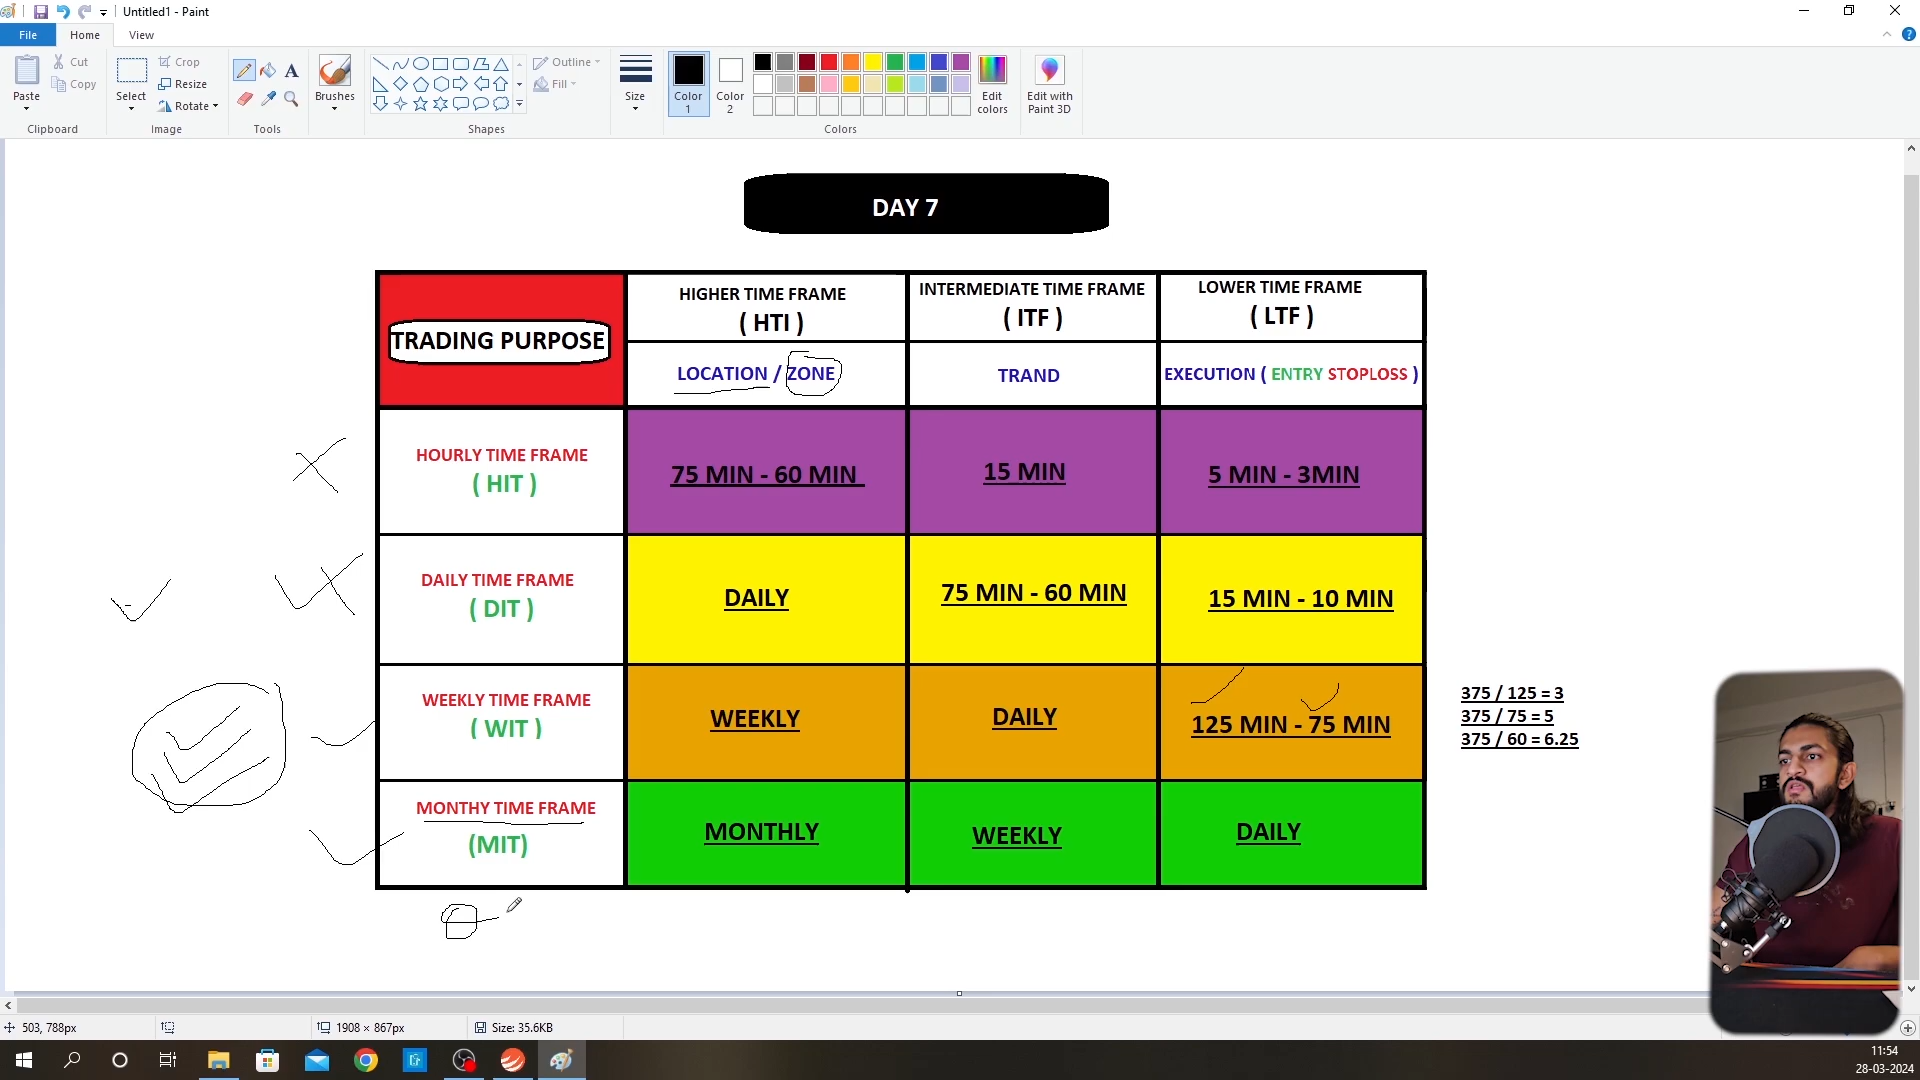 Untitled1 - Paint
File
Home
View
Paste
Cut
Copy
Clipboard
Select
Crop
Resize
Rotate
Image
Tools
Brushes
Shapes
Outline
Fill
Size
Color
1
Color
2
Edit
colors
Edit with
Paint 3D
Colors
DAY 7
TRADING PURPOSE
HIGHER TIME FRAME
( HTI )
INTERMEDIATE TIME FRAME
( ITF )
LOWER TIME FRAME
( LTF )
LOCATION / ZONE
TRAND
EXECUTION ( ENTRY STOPLOSS )
HOURLY TIME FRAME
( HIT )
75 MIN - 60 MIN
15 MIN
5 MIN - 3MIN
DAILY TIME FRAME
( DIT )
DAILY
75 MIN - 60 MIN
15 MIN - 10 MIN
WEEKLY TIME FRAME
( WIT )
WEEKLY
DAILY
125 MIN - 75 MIN
MONTHY TIME FRAME
(MIT)
MONTHLY
WEEKLY
DAILY
375 / 125 = 3
375 / 75 = 5
375 / 60 = 6.25
503, 788px
1908 × 867px
Size: 35.6KB
11:54
28-03-2024